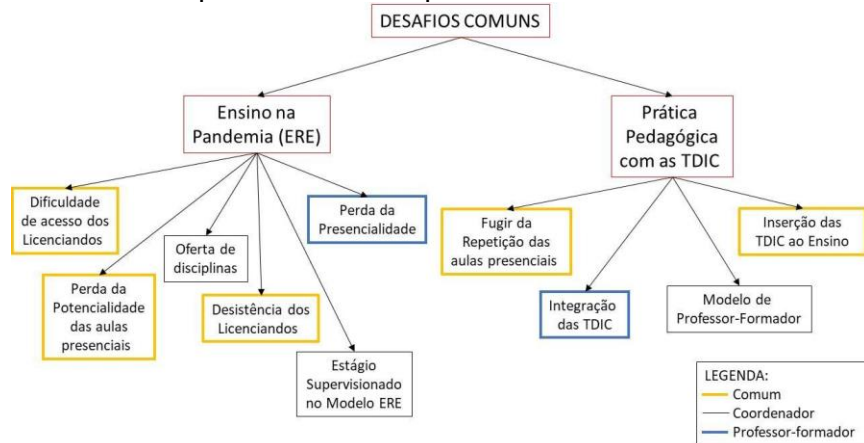 DESAFIOS COMUNS
Ensino na
Pandemia (ERE)
Prática
Pedagógica
com as TDIC
Dificuldade
de acesso dos
Licenciandos
Perda da
Potencialidade
das aulas
presenciais
Oferta de
disciplinas
Desistência dos
Licenciandos
Estágio
Supervisionado
no Modelo ERE
Perda da
Presencialidade
Fugir da
Repetição das
aulas presenciais
Integração
das TDIC
Modelo de
Professor-Formador
Inserção das
TDIC ao Ensino
LEGENDA:
Comum
Coordenador
Professor-formador